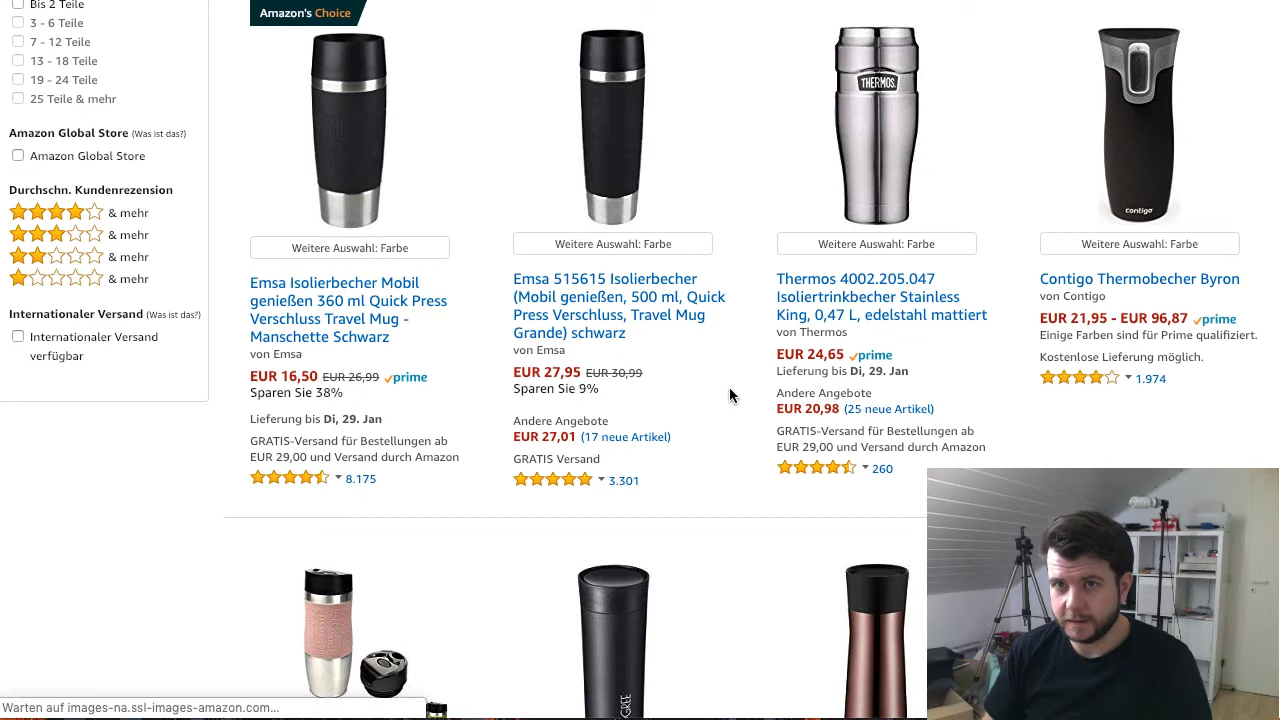 Bis 2 Teile
3 - 6 Teile
7 - 12 Teile
13 - 18 Teile
19 - 24 Teile
25 Teile & mehr
Amazon Global Store (Was ist das?)
Amazon Global Store
Durchschn. Kundenrezension
& mehr
& mehr
& mehr
& mehr
Internationaler Versand (Was ist das?)
Internationaler Versand
verfügbar
Amazon's Choice
Weitere Auswahl: Farbe
Emsa Isolierbecher Mobil
genießen 360 ml Quick Press
Verschluss Travel Mug -
Manschette Schwarz
von Emsa
EUR 16,50 EUR 26,99 prime
Sparen Sie 38%
Lieferung bis Di, 29. Jan
GRATIS-Versand für Bestellungen ab
EUR 29,00 und Versand durch Amazon
8.175
Weitere Auswahl: Farbe
Emsa 515615 Isolierbecher
(Mobil genießen, 500 ml, Quick
Press Verschluss, Travel Mug
Grande) schwarz
von Emsa
EUR 27,95 EUR 30,99
Sparen Sie 9%
Andere Angebote
EUR 27,01 (17 neue Artikel)
GRATIS Versand
3.301
THERMOS.
Weitere Auswahl: Farbe
Thermos 4002.205.047
Isoliertrinkbecher Stainless
King, 0,47 L, edelstahl mattiert
von Thermos
EUR 24,65 prime
Lieferung bis Di, 29. Jan
Andere Angebote
EUR 20,98 (25 neue Artikel)
GRATIS-Versand für Bestellungen ab
EUR 29,00 und Versand durch Amazon
260
contigo
Weitere Auswahl: Farbe
Contigo Thermobecher Byron
von Contigo
EUR 21,95 - EUR 96,87 prime
Einige Farben sind für Prime qualifiziert.
Kostenlose Lieferung möglich.
1.974
GREE
Warten auf images-na.ssl-images-amazon.com...